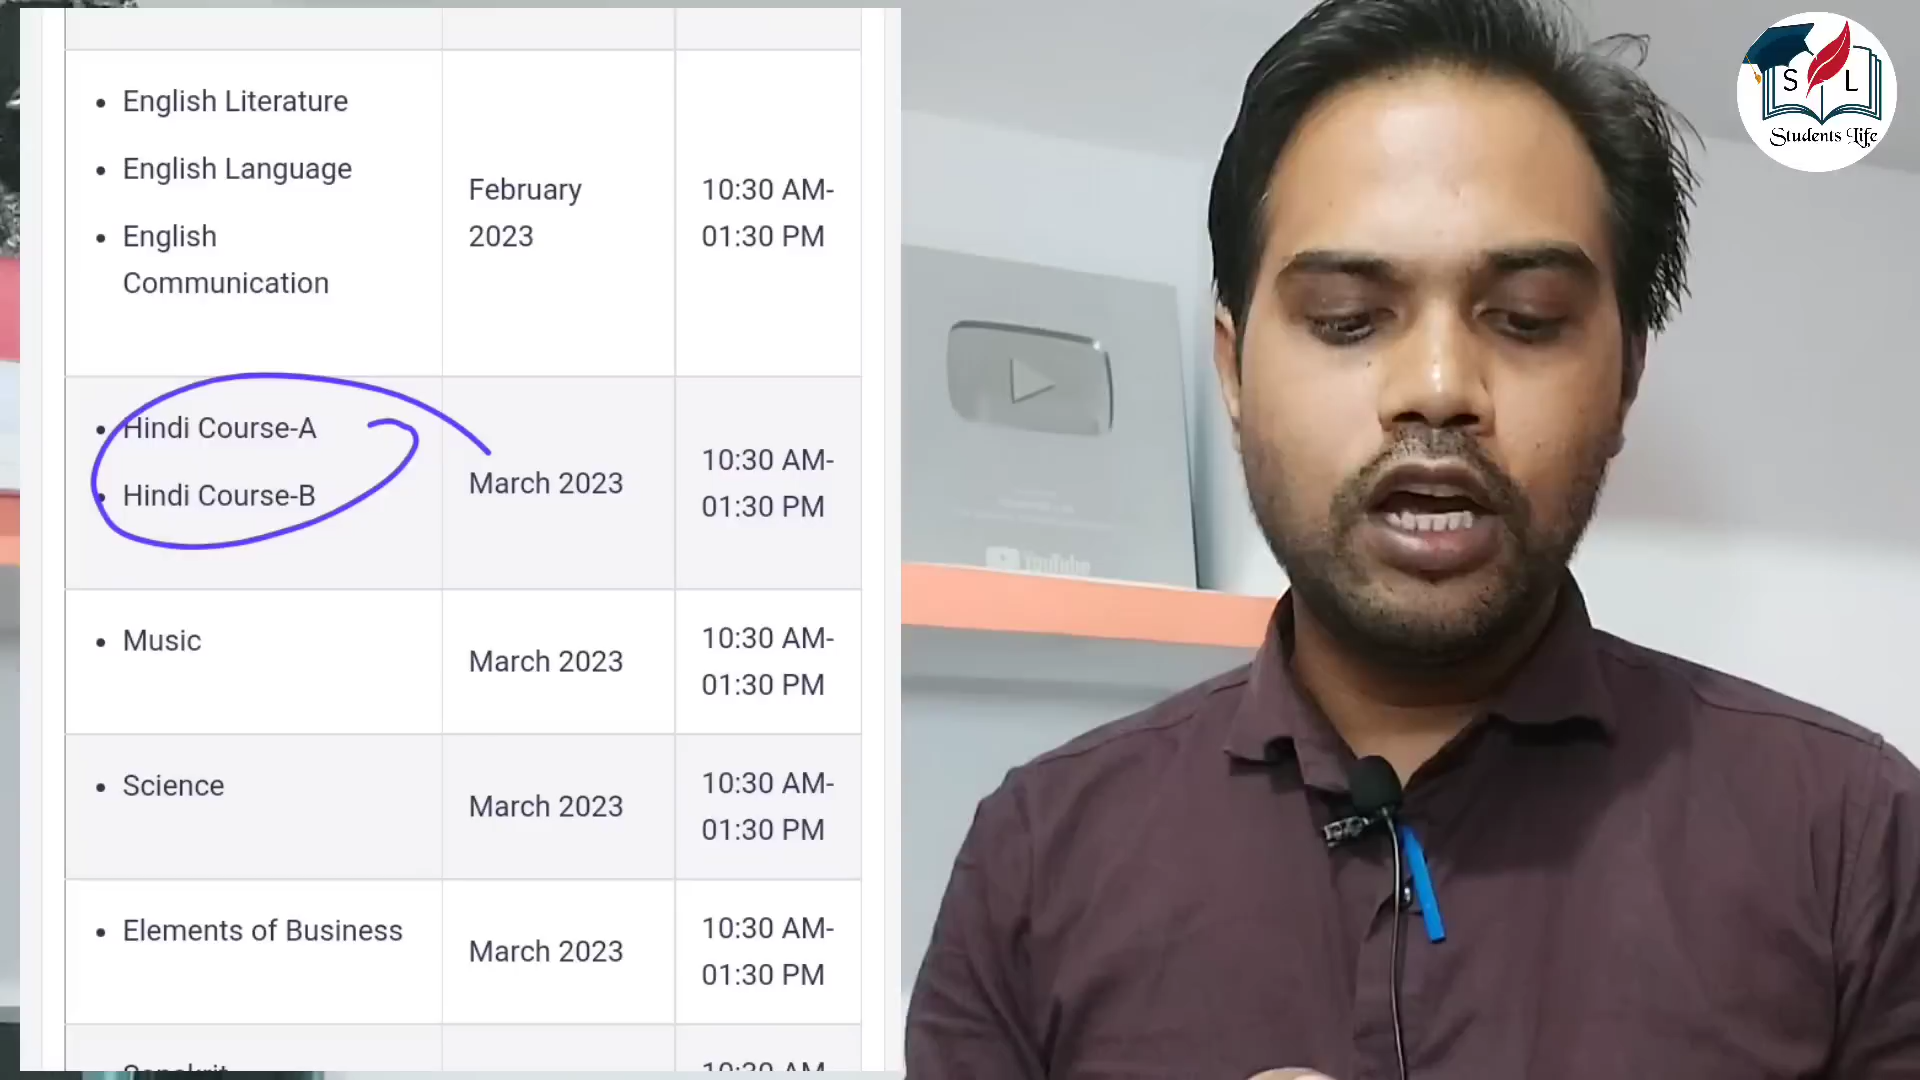 English Literature
English Language
English
Communication
February
2023
10:30 AM-
01:30 PM
Hindi Course-A
Hindi Course-B
March 2023
10:30 AM-
01:30 PM
Music
March 2023
10:30 AM-
01:30 PM
Science
March 2023
10:30 AM-
01:30 PM
Elements of Business
March 2023
10:30 AM-
01:30 PM
S L
Students Life
YouTube